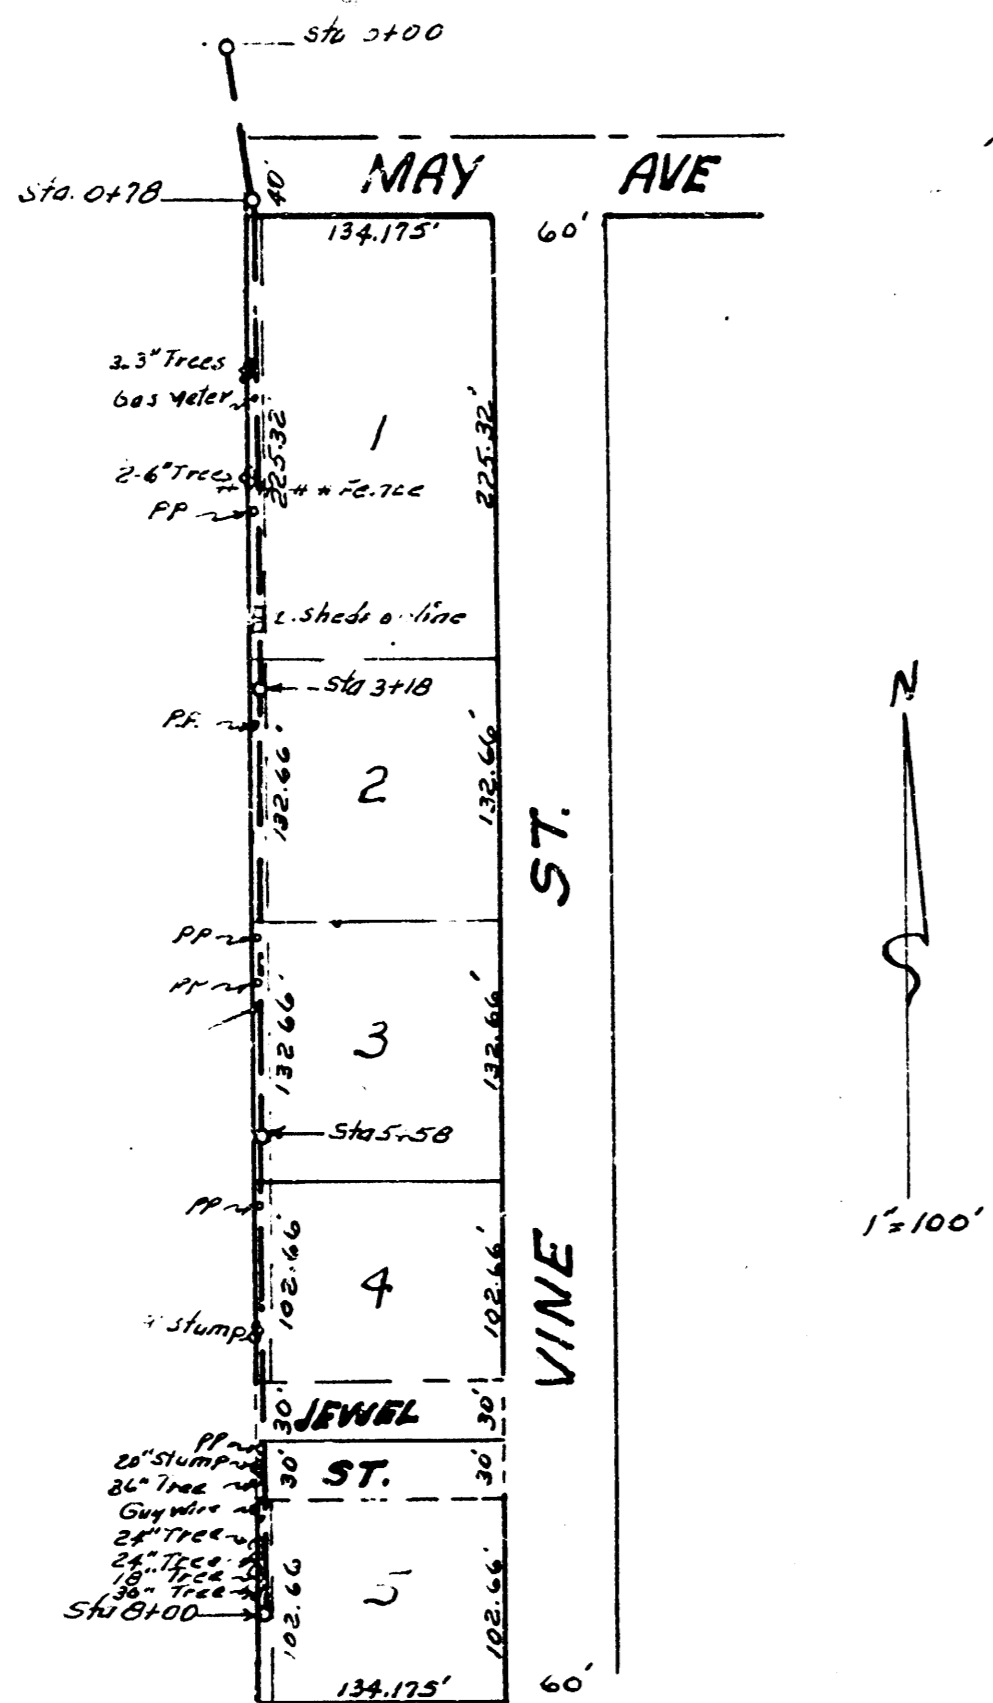 sta 0+00
MAY AVE
Sta. 0+78
40'
134.175'
60'
3" Trees
Gas Meter
225.32'
1
225.32'
2-6" Trees
Fence
PP
sheds line
sta 3+18
P.P.
132.66'
2
132.66'
ST.
N
PP
PP
132.66'
3
132.66'
Sta 5+58
PP
102.66'
4
102.66'
VINE
1"=100'
stump
30'
JEWEL
30'
PP
20" Stump
36" Tree
30'
ST.
30'
Guy Wire
24" Tree
24" Tree
18" Tree
30" Tree
Sta 8+00
102.66
5
102.66'
134.175'
60'